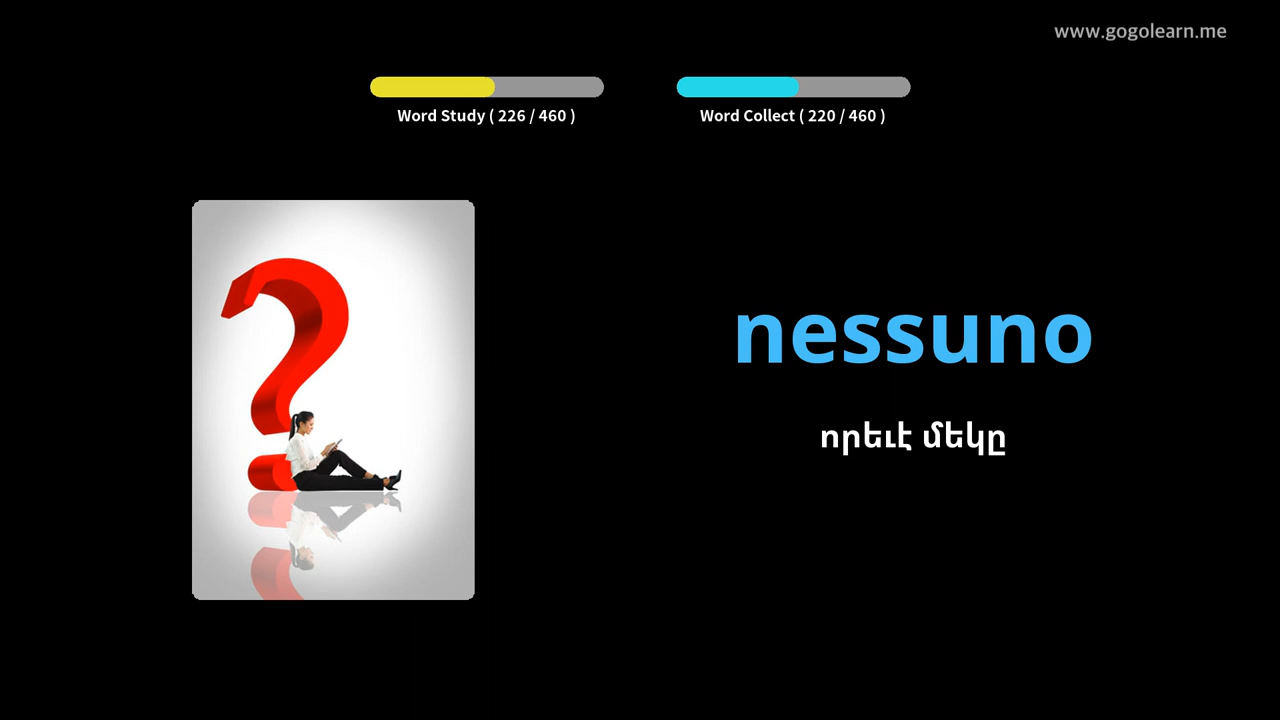 www.gogolearn.me
Word Study ( 226 / 460 )
Word Collect ( 220 / 460 )
nessuno
որեւէ մեկը